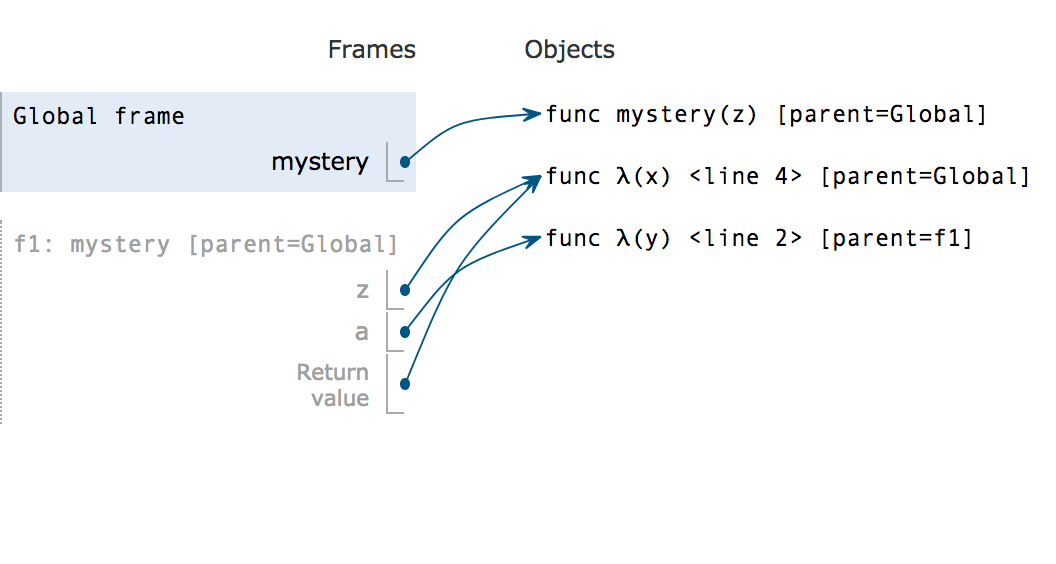 Frames
Objects
Global frame
mystery
func mystery(z) [parent=Global]
func λ(x) <line 4> [parent=Global]
func λ(y) <line 2> [parent=f1]
f1: mystery [parent=Global]
z
a
Return
value